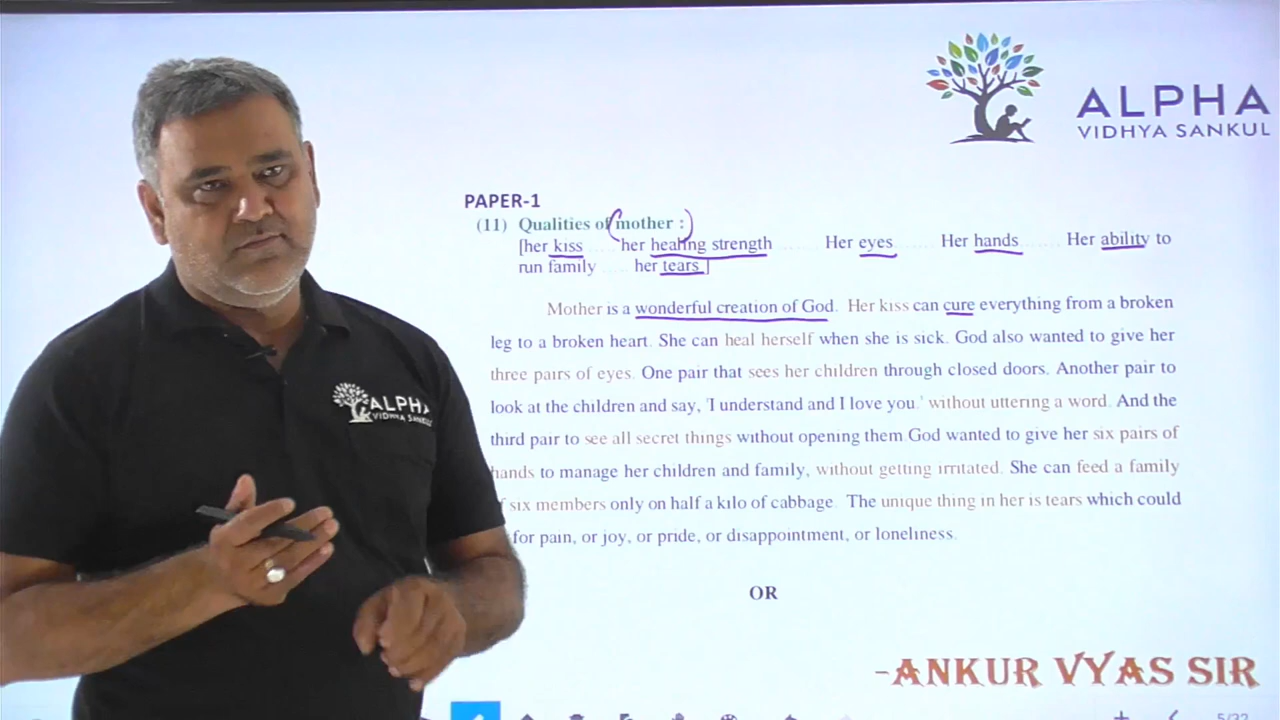 ALPHA
VIDHYA SANKUL
PAPER-1
(11) Qualities of mother :
[her kiss ..... her healing strength ........ Her eyes ....... Her hands ....... Her ability to
run family ..... her tears ]
Mother is a wonderful creation of God. Her kiss can cure everything from a broken
leg to a broken heart. She can heal herself when she is sick. God also wanted to give her
three pairs of eyes. One pair that sees her children through closed doors. Another pair to
look at the children and say, 'I understand and I love you.' without uttering a word. And the
third pair to see all secret things without opening them.God wanted to give her six pairs of
hands to manage her children and family, without getting irritated. She can feed a family
six members only on half a kilo of cabbage. The unique thing in her is tears which could
for pain, or joy, or pride, or disappointment, or loneliness.
OR
-ANKUR VYAS SIR
5/22
ALPHA
VIDHYA SANKUL